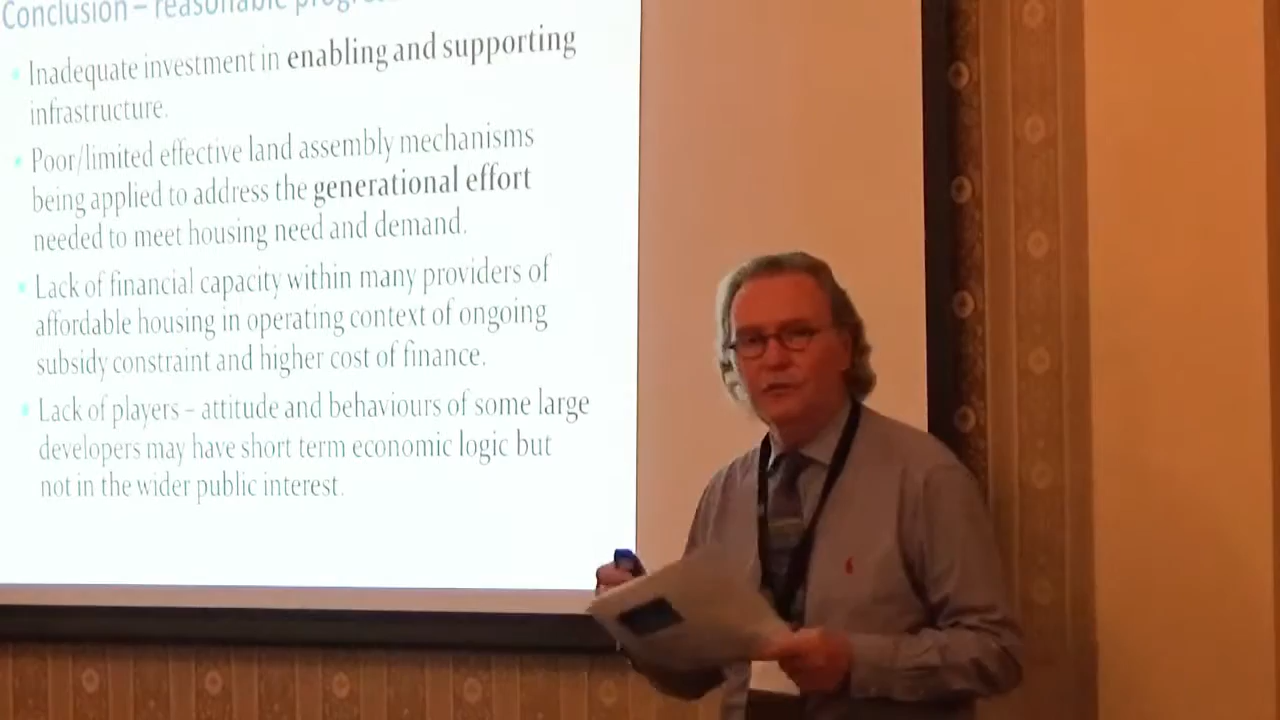 Conclusion – reasonable
Inadequate investment in enabling and supporting
infrastructure.
Poor/limited effective land assembly mechanisms
being applied to address the generational effort
needed to meet housing need and demand.
Lack of financial capacity within many providers of
affordable housing in operating context of ongoing
subsidy constraint and higher cost of finance.
Lack of players – attitude and behaviours of some large
developers may have short term economic logic but
not in the wider public interest.